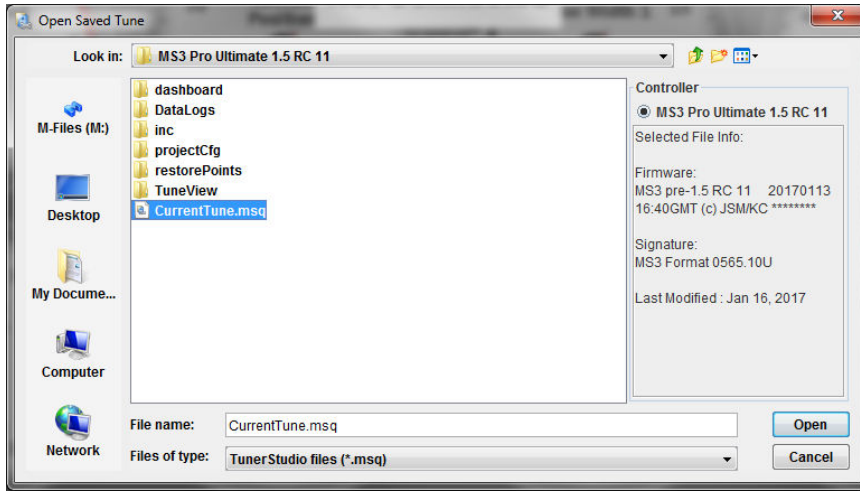 Open Saved Tune
Look in: MS3 Pro Ultimate 1.5 RC 11
M-Files (M:)
Desktop
My Docume...
Computer
Network
dashboard
DataLogs
inc
projectCfg
restorePoints
TuneView
CurrentTune.msq
Controller
MS3 Pro Ultimate 1.5 RC 11
Selected File Info:
Firmware:
MS3 pre-1.5 RC 11 20170113
16:40GMT (c) JSM/KC ********
Signature:
MS3 Format 0565.10U
Last Modified : Jan 16, 2017
File name: CurrentTune.msq
Open
Files of type: TunerStudio files (*.msq)
Cancel